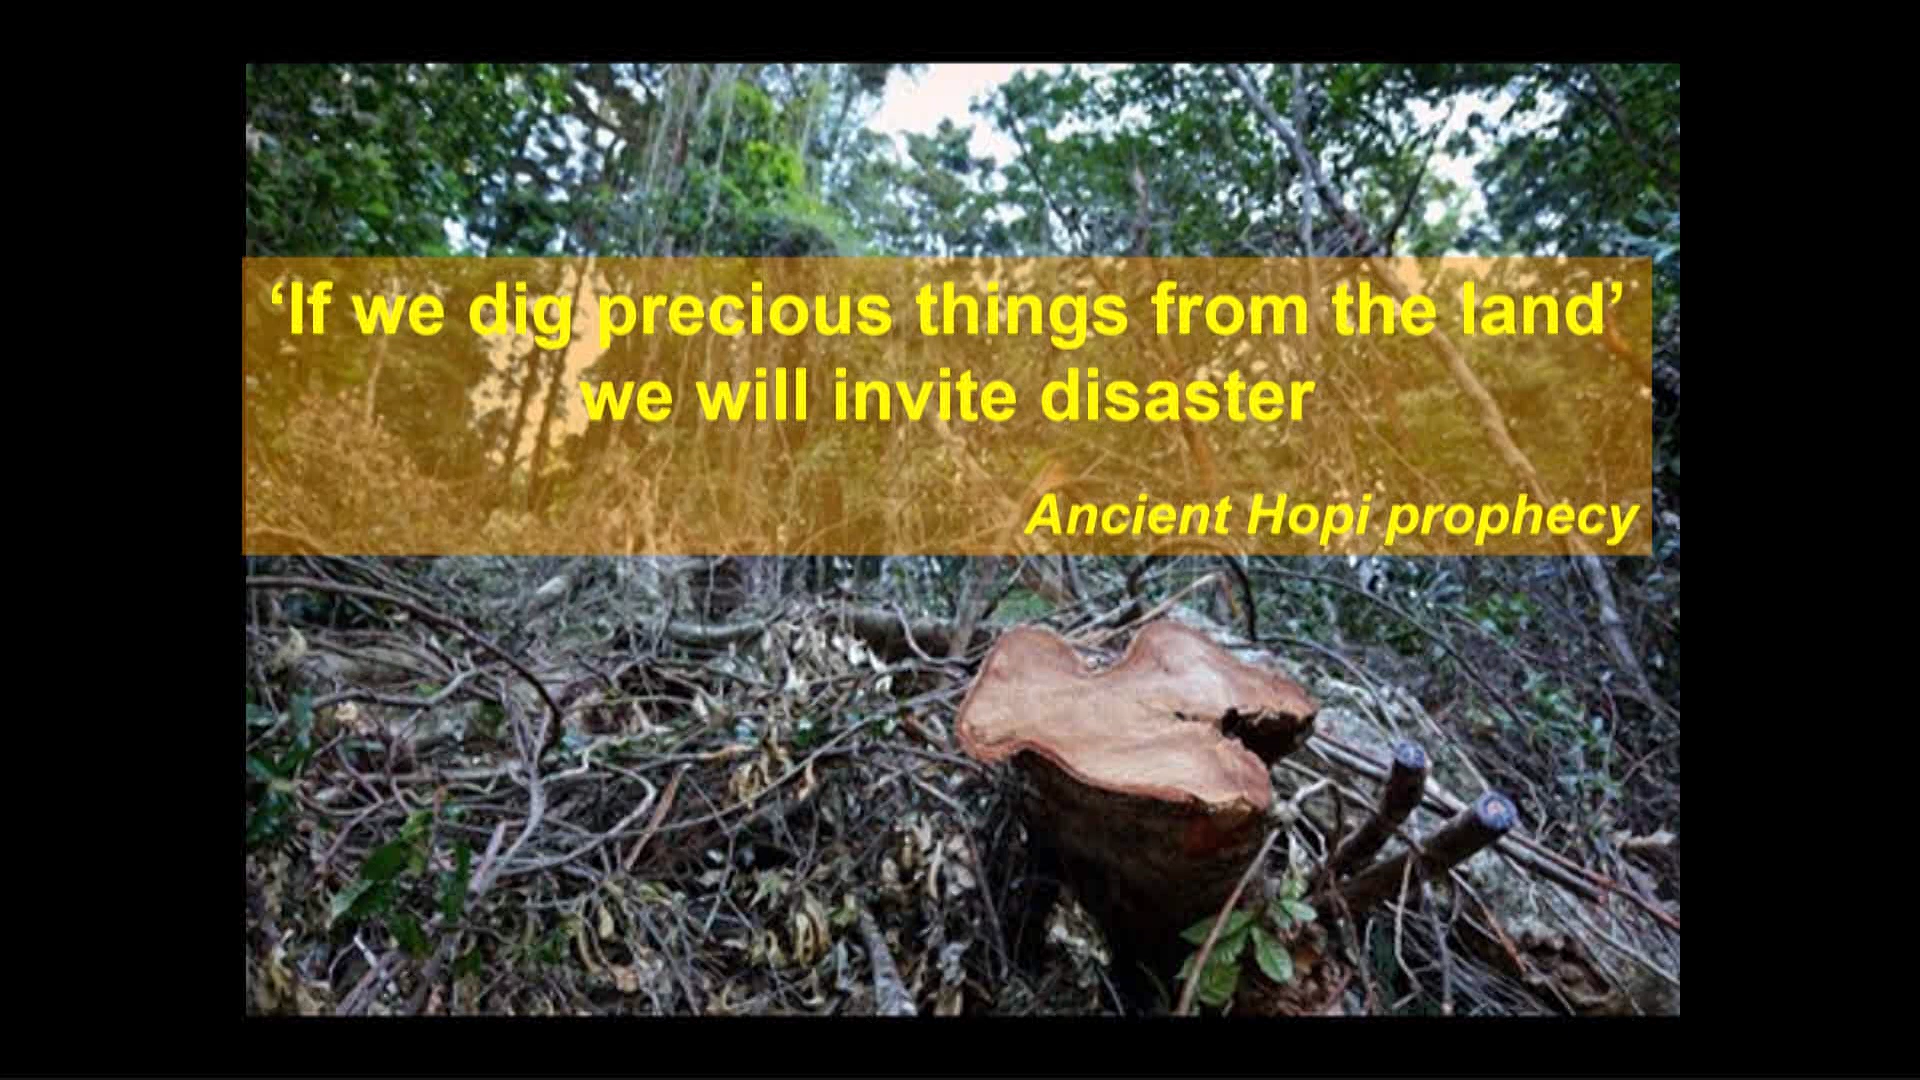 ‘If we dig precious things from the land’
we will invite disaster
Ancient Hopi prophecy